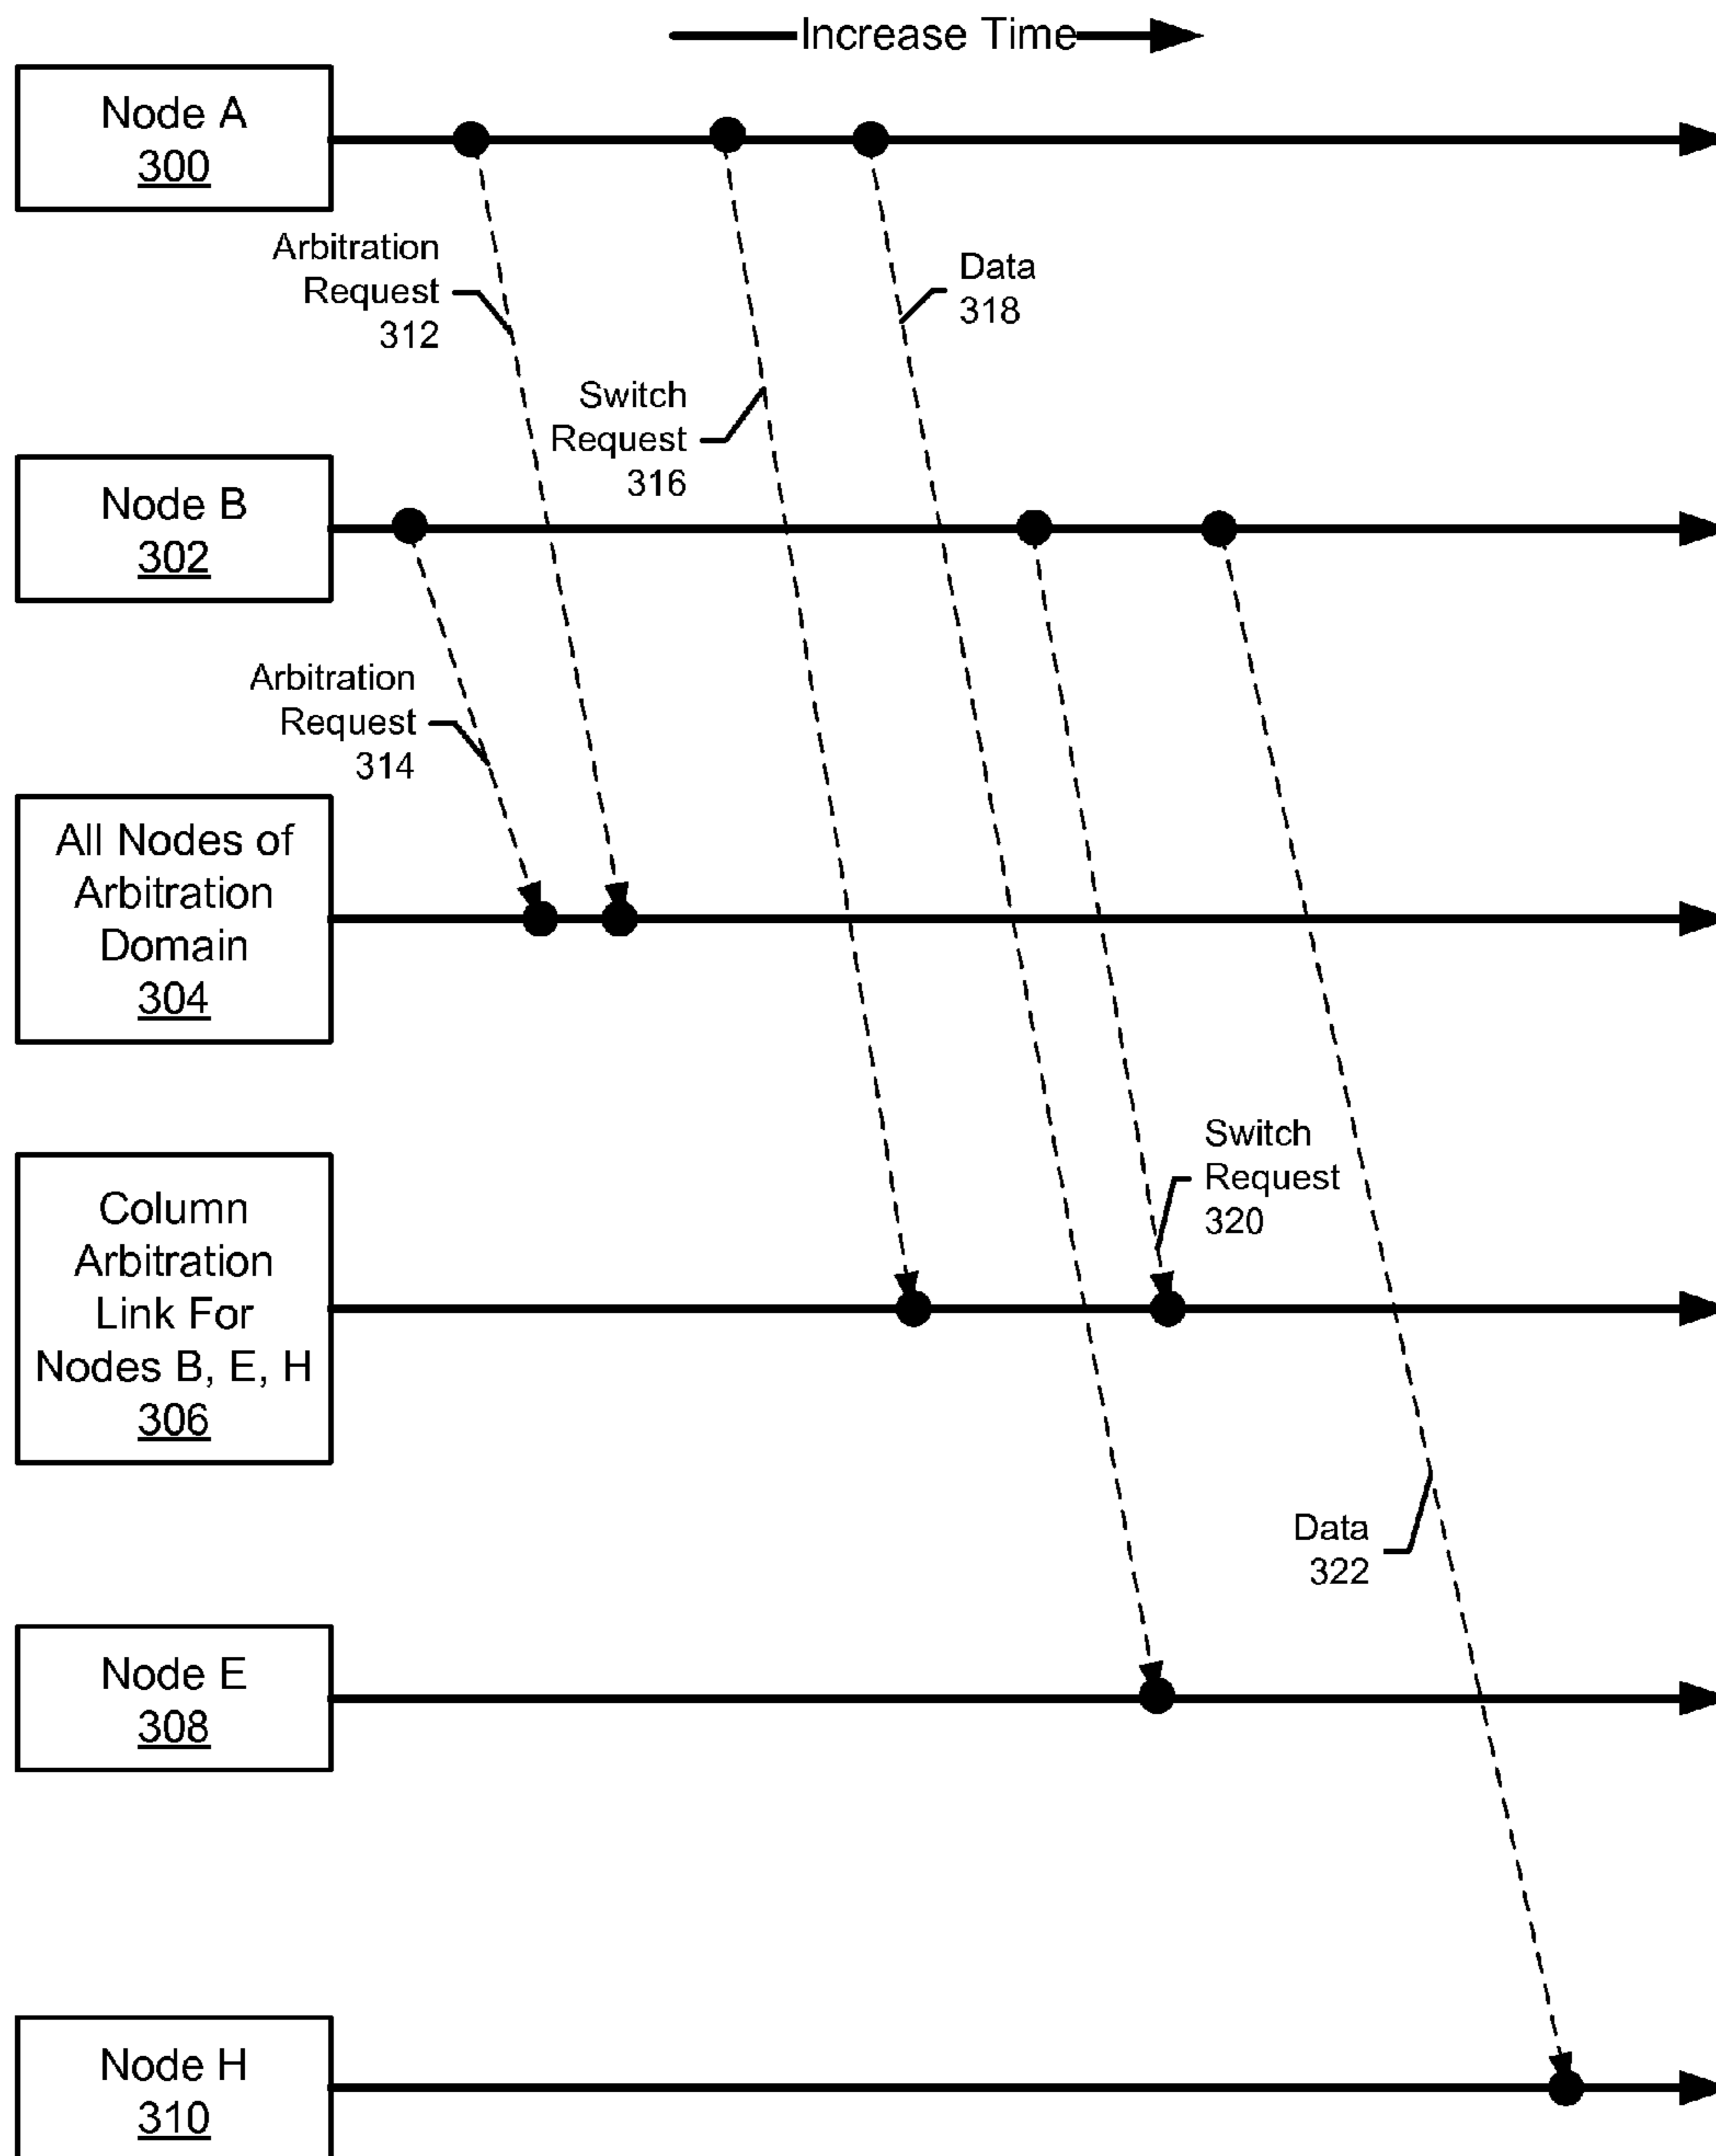 Increase Time
Node A
300
Arbitration
Request
312
Data
318
Switch
Request
316
Node B
302
Arbitration
Request
314
All Nodes of
Arbitration
Domain
304
Switch
Request
320
Column
Arbitration
Link For
Nodes B, E, H
306
Data
322
Node E
308
Node H
310